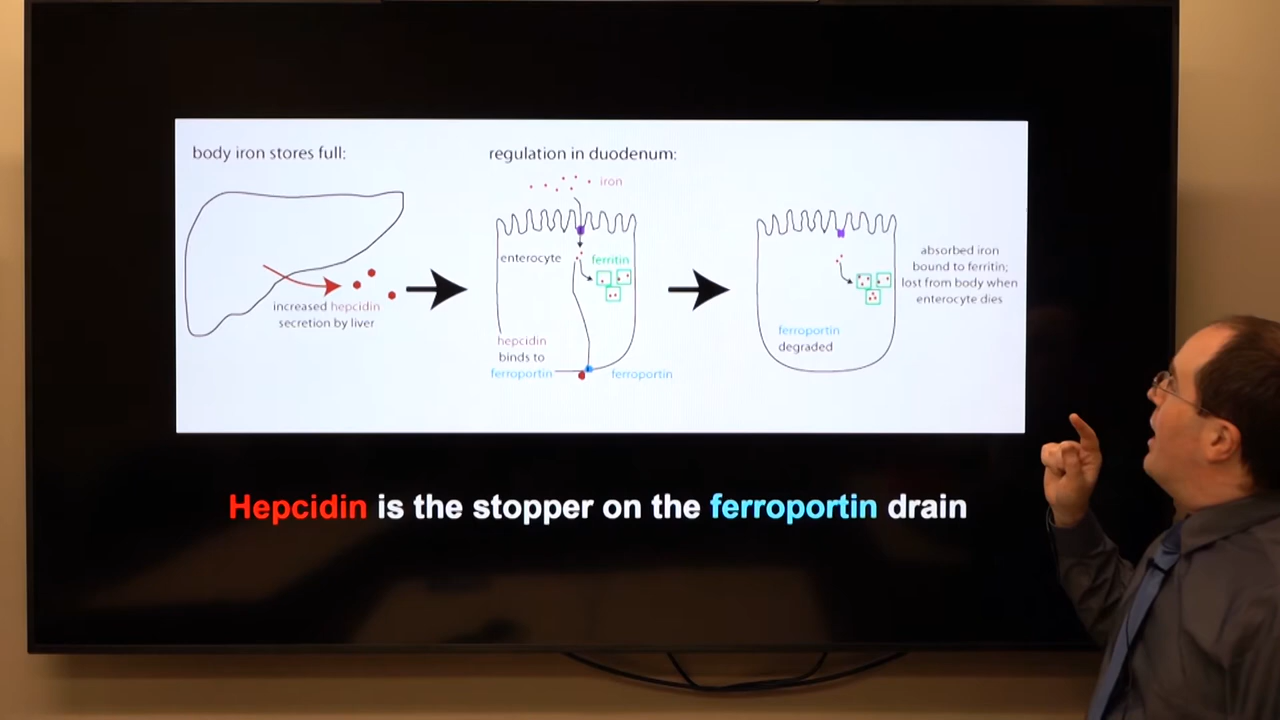 body iron stores full:
increased hepcidin
secretion by liver
regulation in duodenum:
iron
enterocyte
ferritin
hepcidin
binds to
ferroportin
ferroportin
ferroportin
degraded
absorbed iron
bound to ferritin;
lost from body when
enterocyte dies
Hepcidin is the stopper on the ferroportin drain